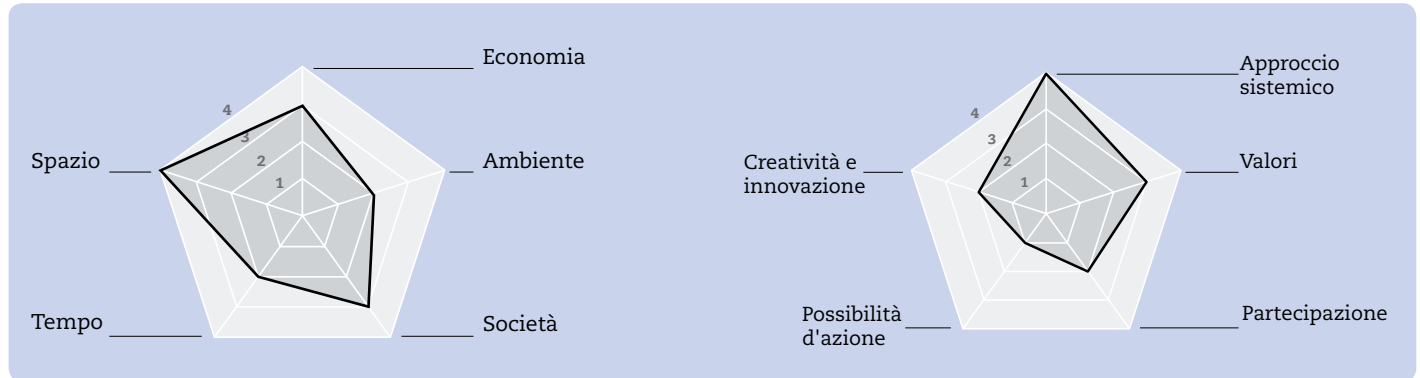 Economia
4
3
2
1
Spazio
Ambiente
Tempo
Società
Approccio
sistemico
4
3
2
1
Creatività e
innovazione
Valori
Possibilità
d'azione
Partecipazione